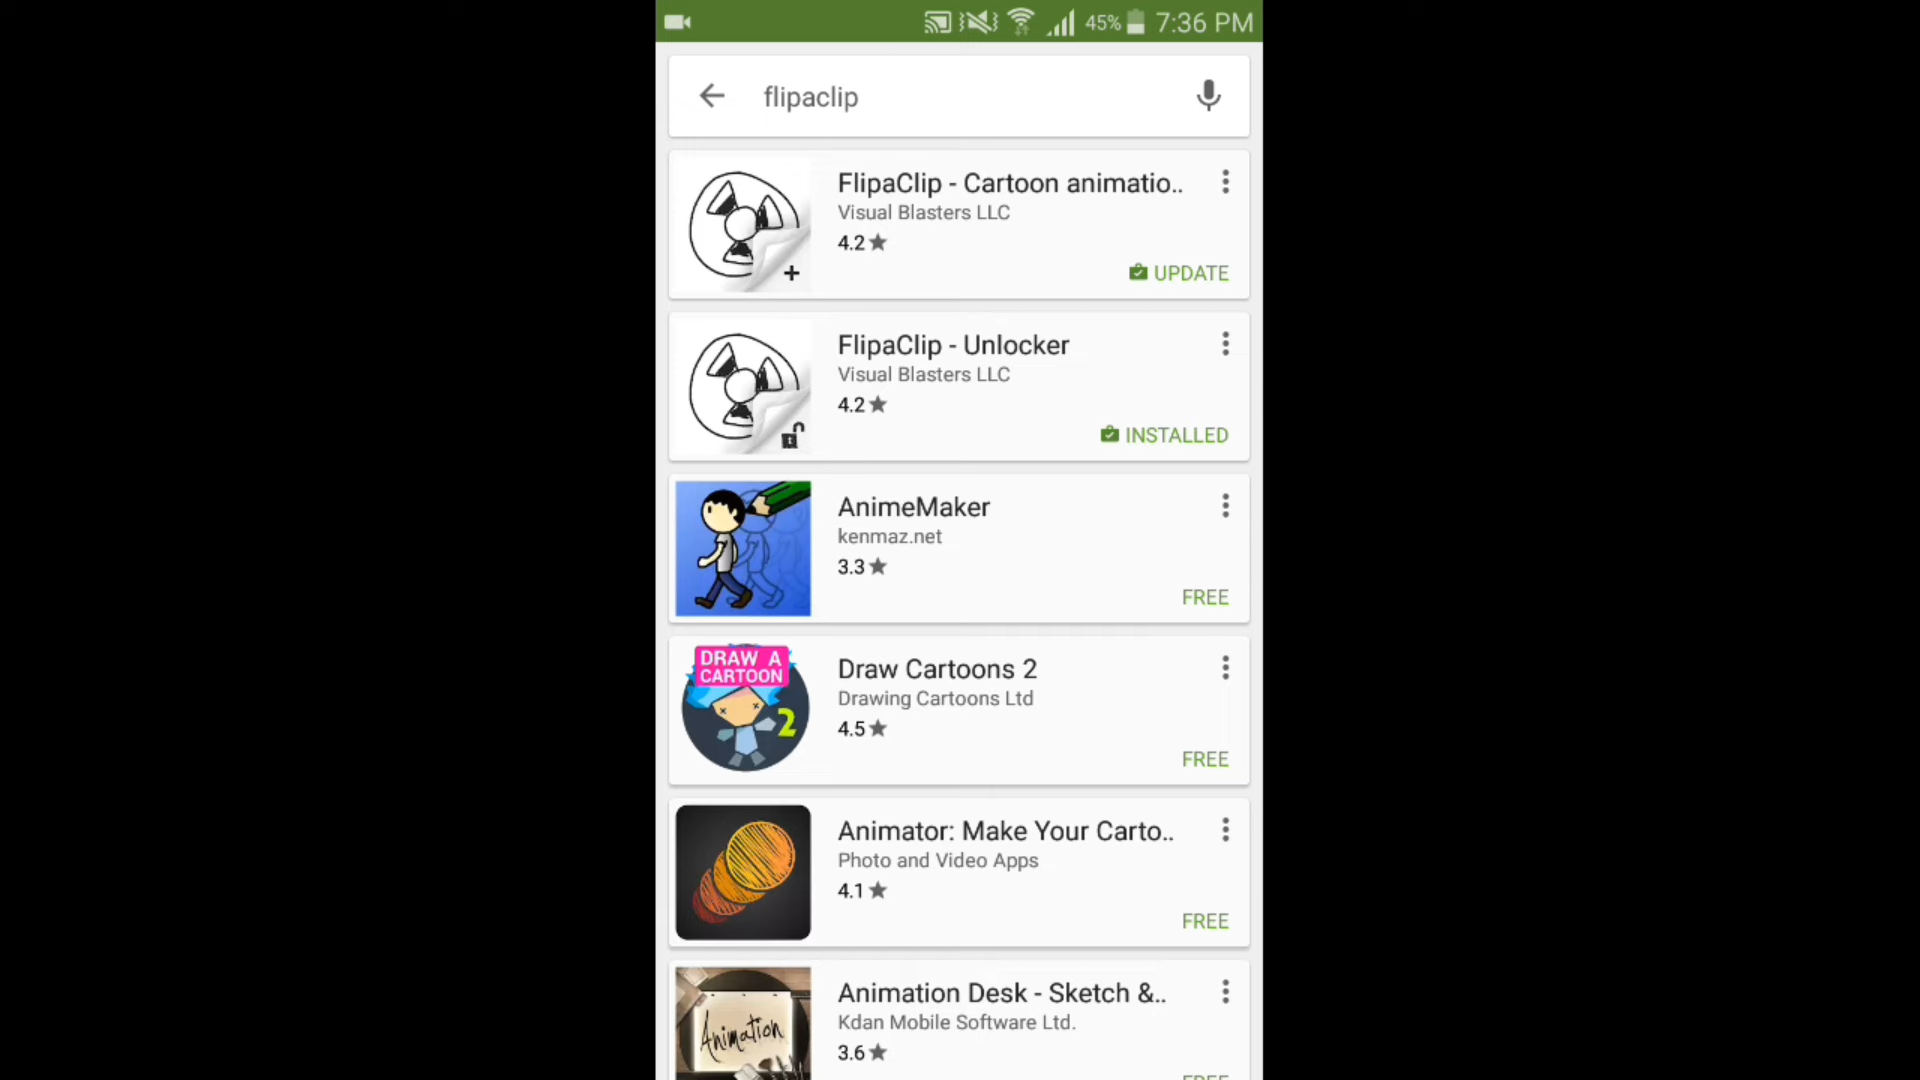 45% 7:36 PM
flipaclip
FlipaClip - Cartoon animatio..
Visual Blasters LLC
4.2
UPDATE
FlipaClip - Unlocker
Visual Blasters LLC
4.2
INSTALLED
AnimeMaker
kenmaz.net
3.3
FREE
DRAW A
CARTOON
2
Draw Cartoons 2
Drawing Cartoons Ltd
4.5
FREE
Animator: Make Your Carto..
Photo and Video Apps
4.1
FREE
Animation
Animation Desk - Sketch &..
Kdan Mobile Software Ltd.
3.6
FREE